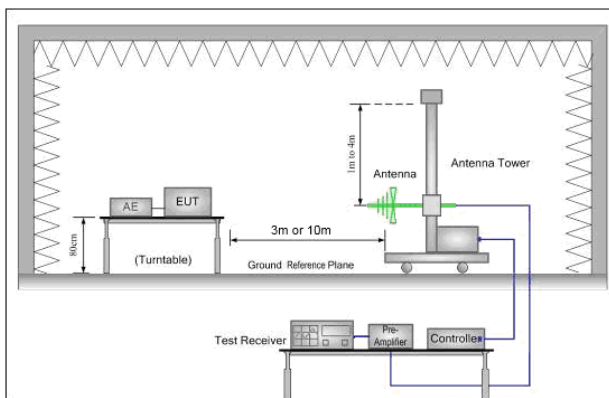 1m to 4m
Antenna
Antenna Tower
AE
EUT
80cm
(Turntable)
3m or 10m
Ground Reference Plane
Test Receiver
Pre-
Amplifier
Controller